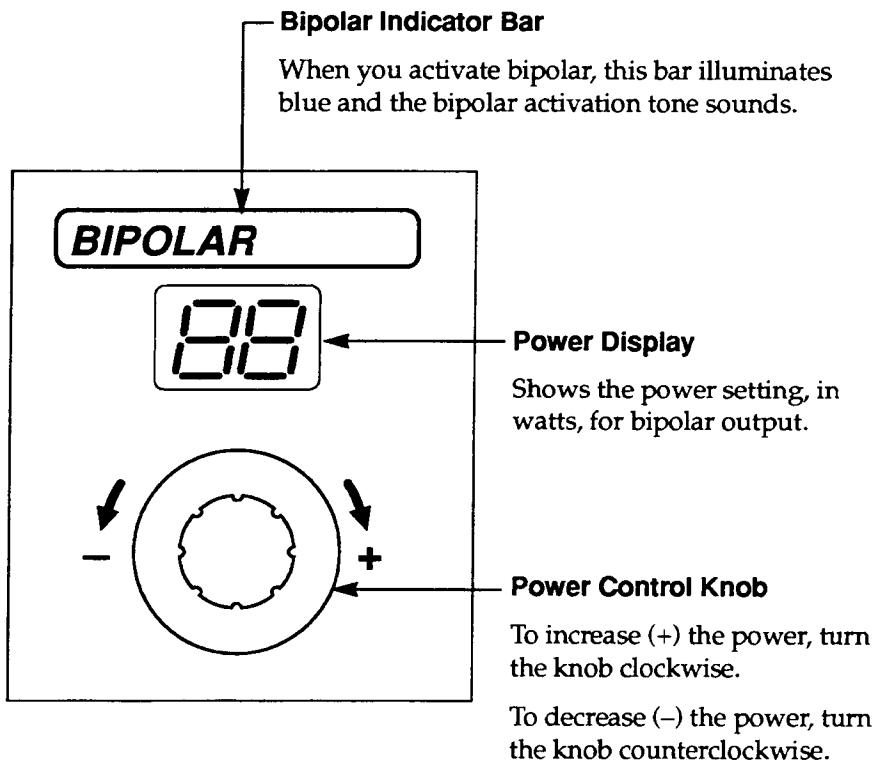 Bipolar Indicator Bar
When you activate bipolar, this bar illuminates
blue and the bipolar activation tone sounds.
BIPOLAR
88
Power Display
Shows the power setting, in
watts, for bipolar output.
– +
Power Control Knob
To increase (+) the power, turn
the knob clockwise.
To decrease (–) the power, turn
the knob counterclockwise.